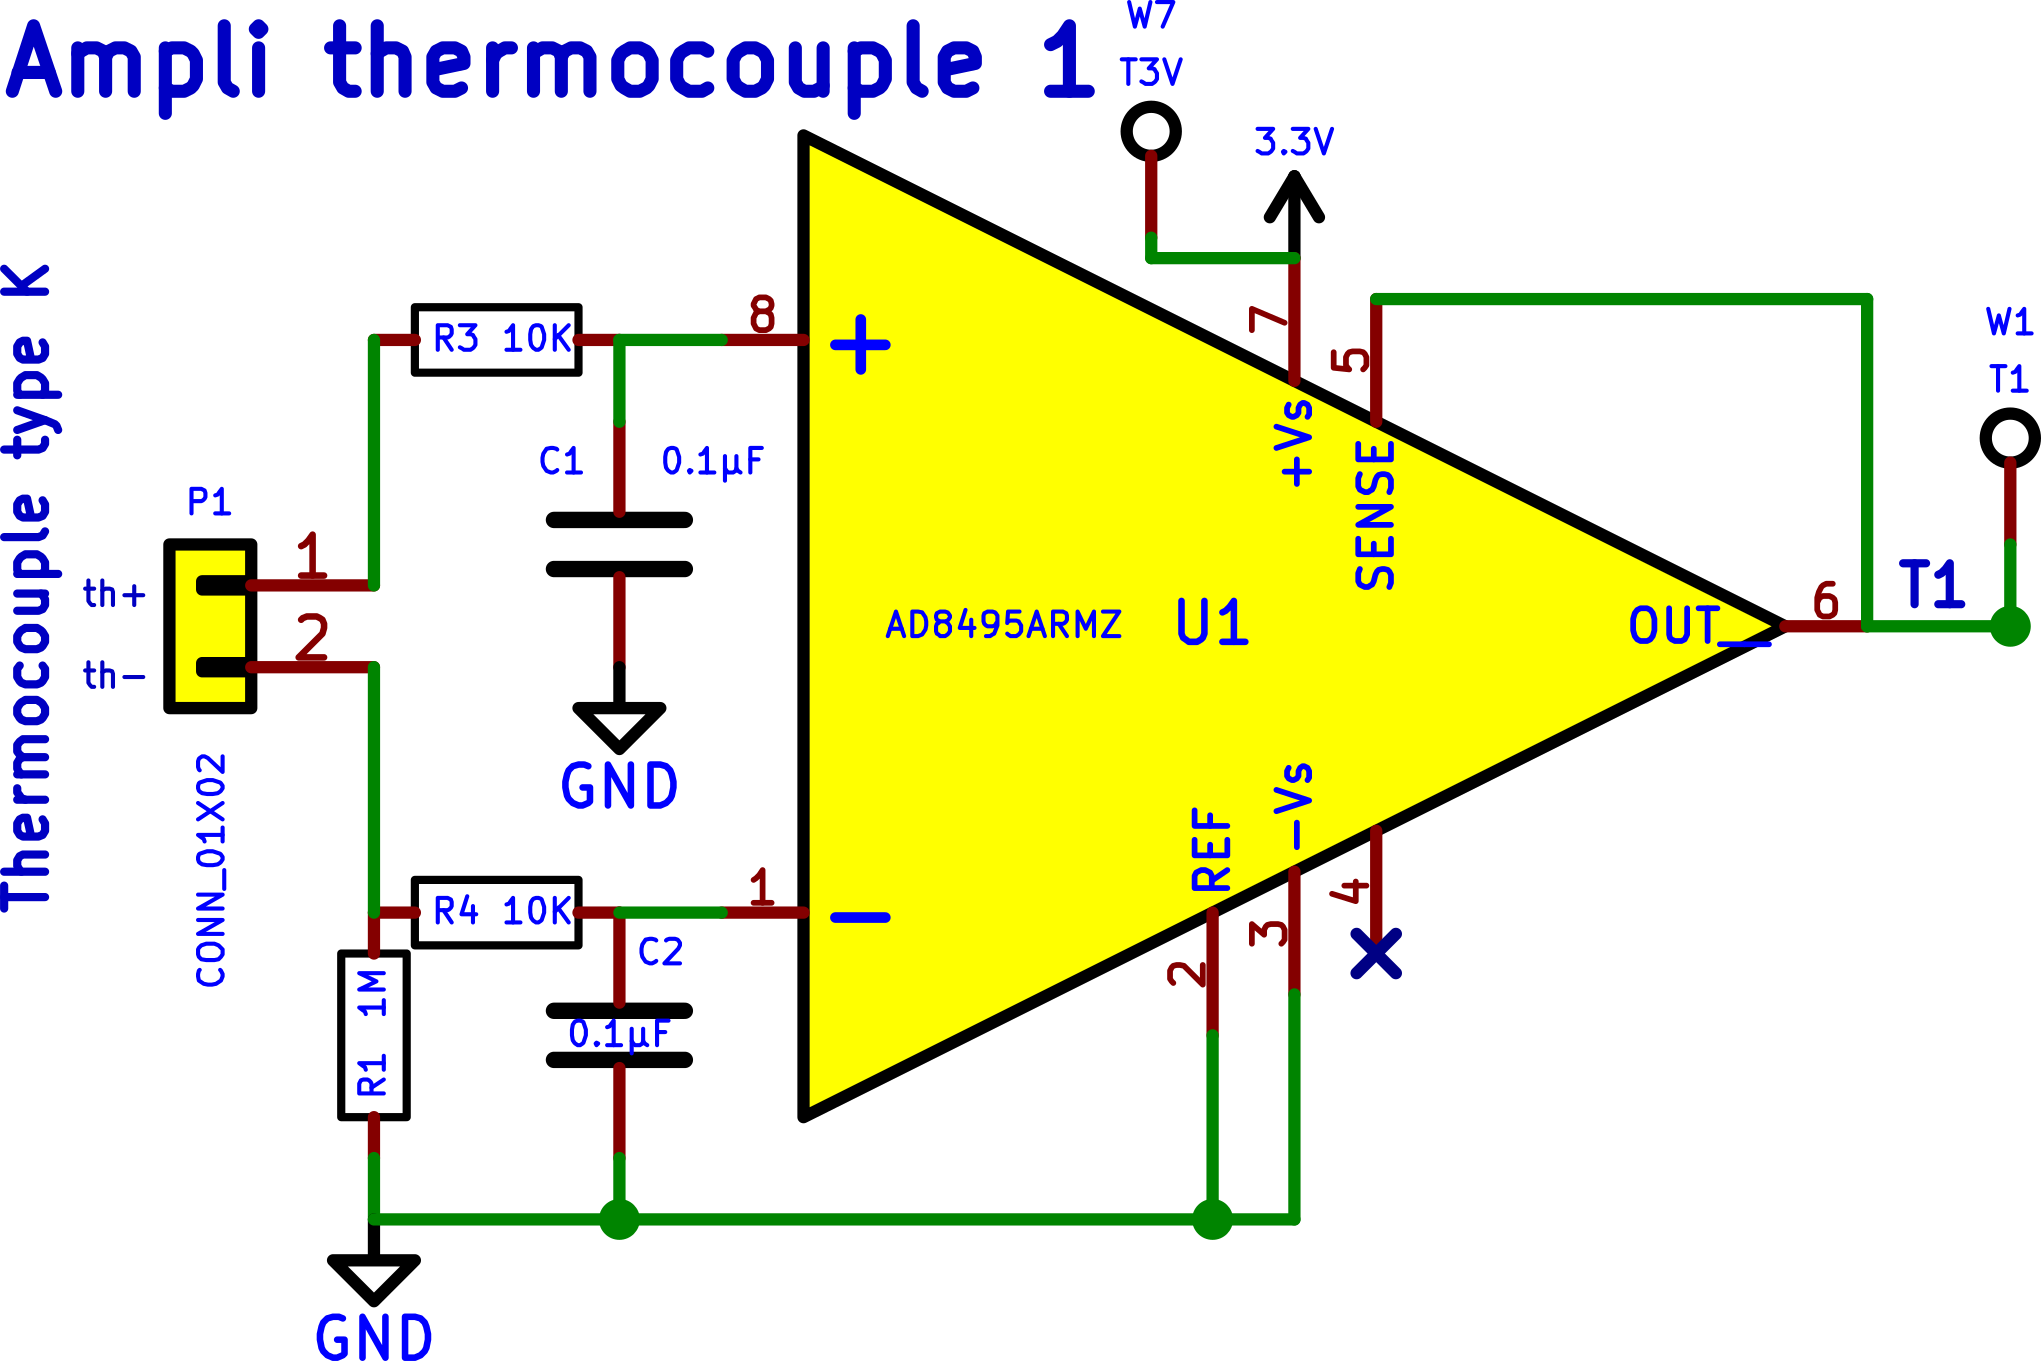 Ampli thermocouple 1
W7
T3V
3.3V
Thermocouple type K
R3 10K
8
+
7
5
W1
T1
+Vs
SENSE
C1
0.1µF
P1
1
th+
2
th-
CONN_01X02
GND
AD8495ARMZ
U1
OUT_
6
T1
-Vs
REF
R4 10K
1
-
C2
0.1µF
R1 1M
2
3
4
GND